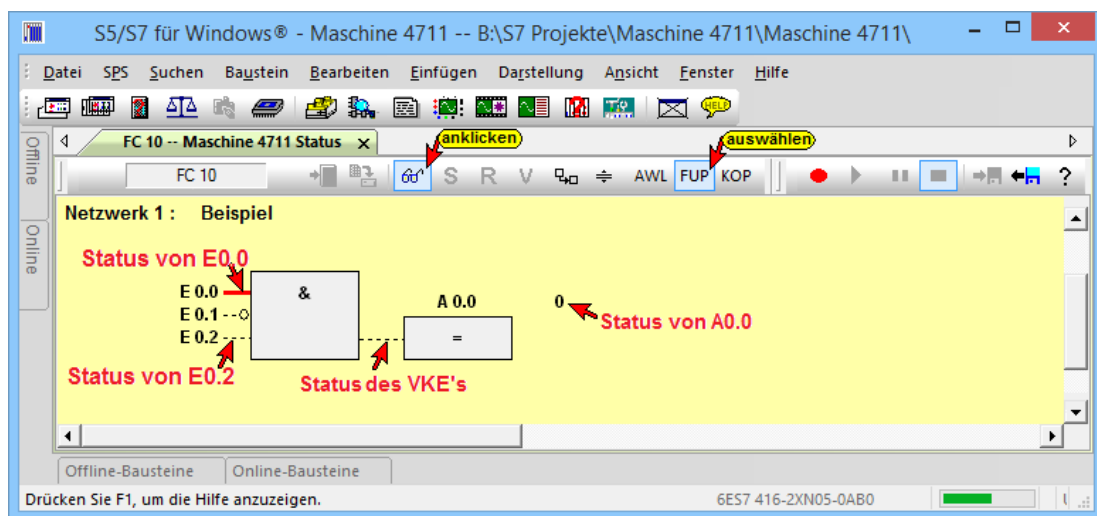 S5/S7 für Windows® - Maschine 4711 -- B:\S7 Projekte\Maschine 4711\Maschine 4711\
Datei SPS Suchen Baustein Bearbeiten Einfügen Darstellung Ansicht Fenster Hilfe
HELP
Offline
Online
FC 10 -- Maschine 4711 Status x
anklicken
auswählen
FC 10 S R V AWL FUP KOP ?
Netzwerk 1 : Beispiel
Status von E0.0
E 0.0
&
A 0.0
0
E 0.1
Status von A0.0
E 0.2
=
Status von E0.2
Status des VKE's
Offline-Bausteine Online-Bausteine
Drücken Sie F1, um die Hilfe anzuzeigen. 6ES7 416-2XN05-0AB0